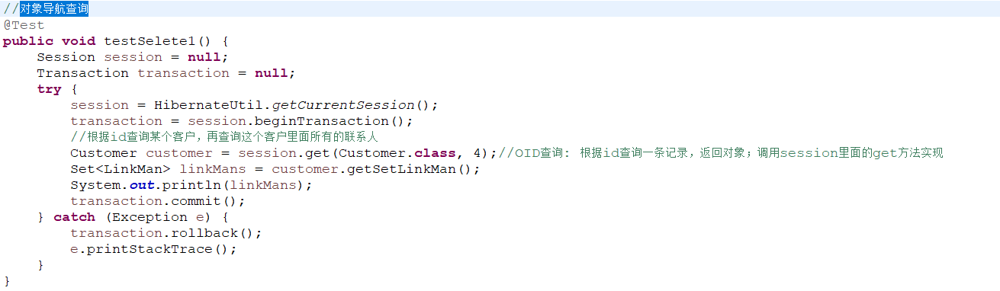 //对象导航查询
@Test
public void testSelete1() {
    Session session = null;
    Transaction transaction = null;
    try {
        session = HibernateUtil.getCurrentSession();
        transaction = session.beginTransaction();
        //根据id查询某个客户，再查询这个客户里面所有的联系人
        Customer customer = session.get(Customer.class, 4);//OID查询: 根据id查询一条记录，返回对象；调用session里面的get方法实现
        Set<LinkMan> linkMans = customer.getSetLinkMan();
        System.out.println(linkMans);
        transaction.commit();
    } catch (Exception e) {
        transaction.rollback();
        e.printStackTrace();
    }
}